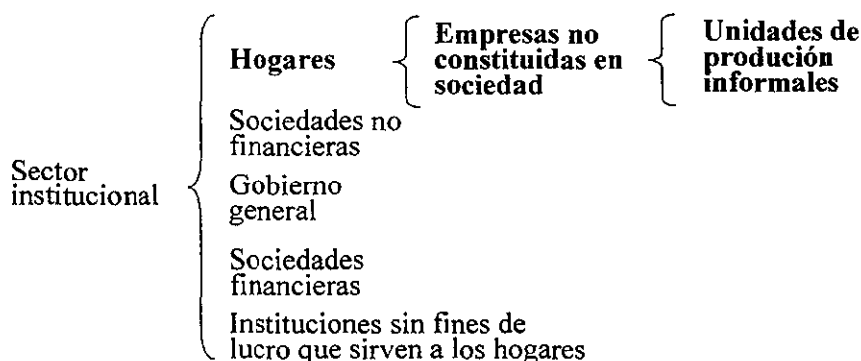 Hogares
Empresas no
constituidas en
sociedad
Unidades de
produción
informales
Sociedades no
financieras
Sector
institucional
Gobierno
general
Sociedades
financieras
Instituciones sin fines de
lucro que sirven a los hogares